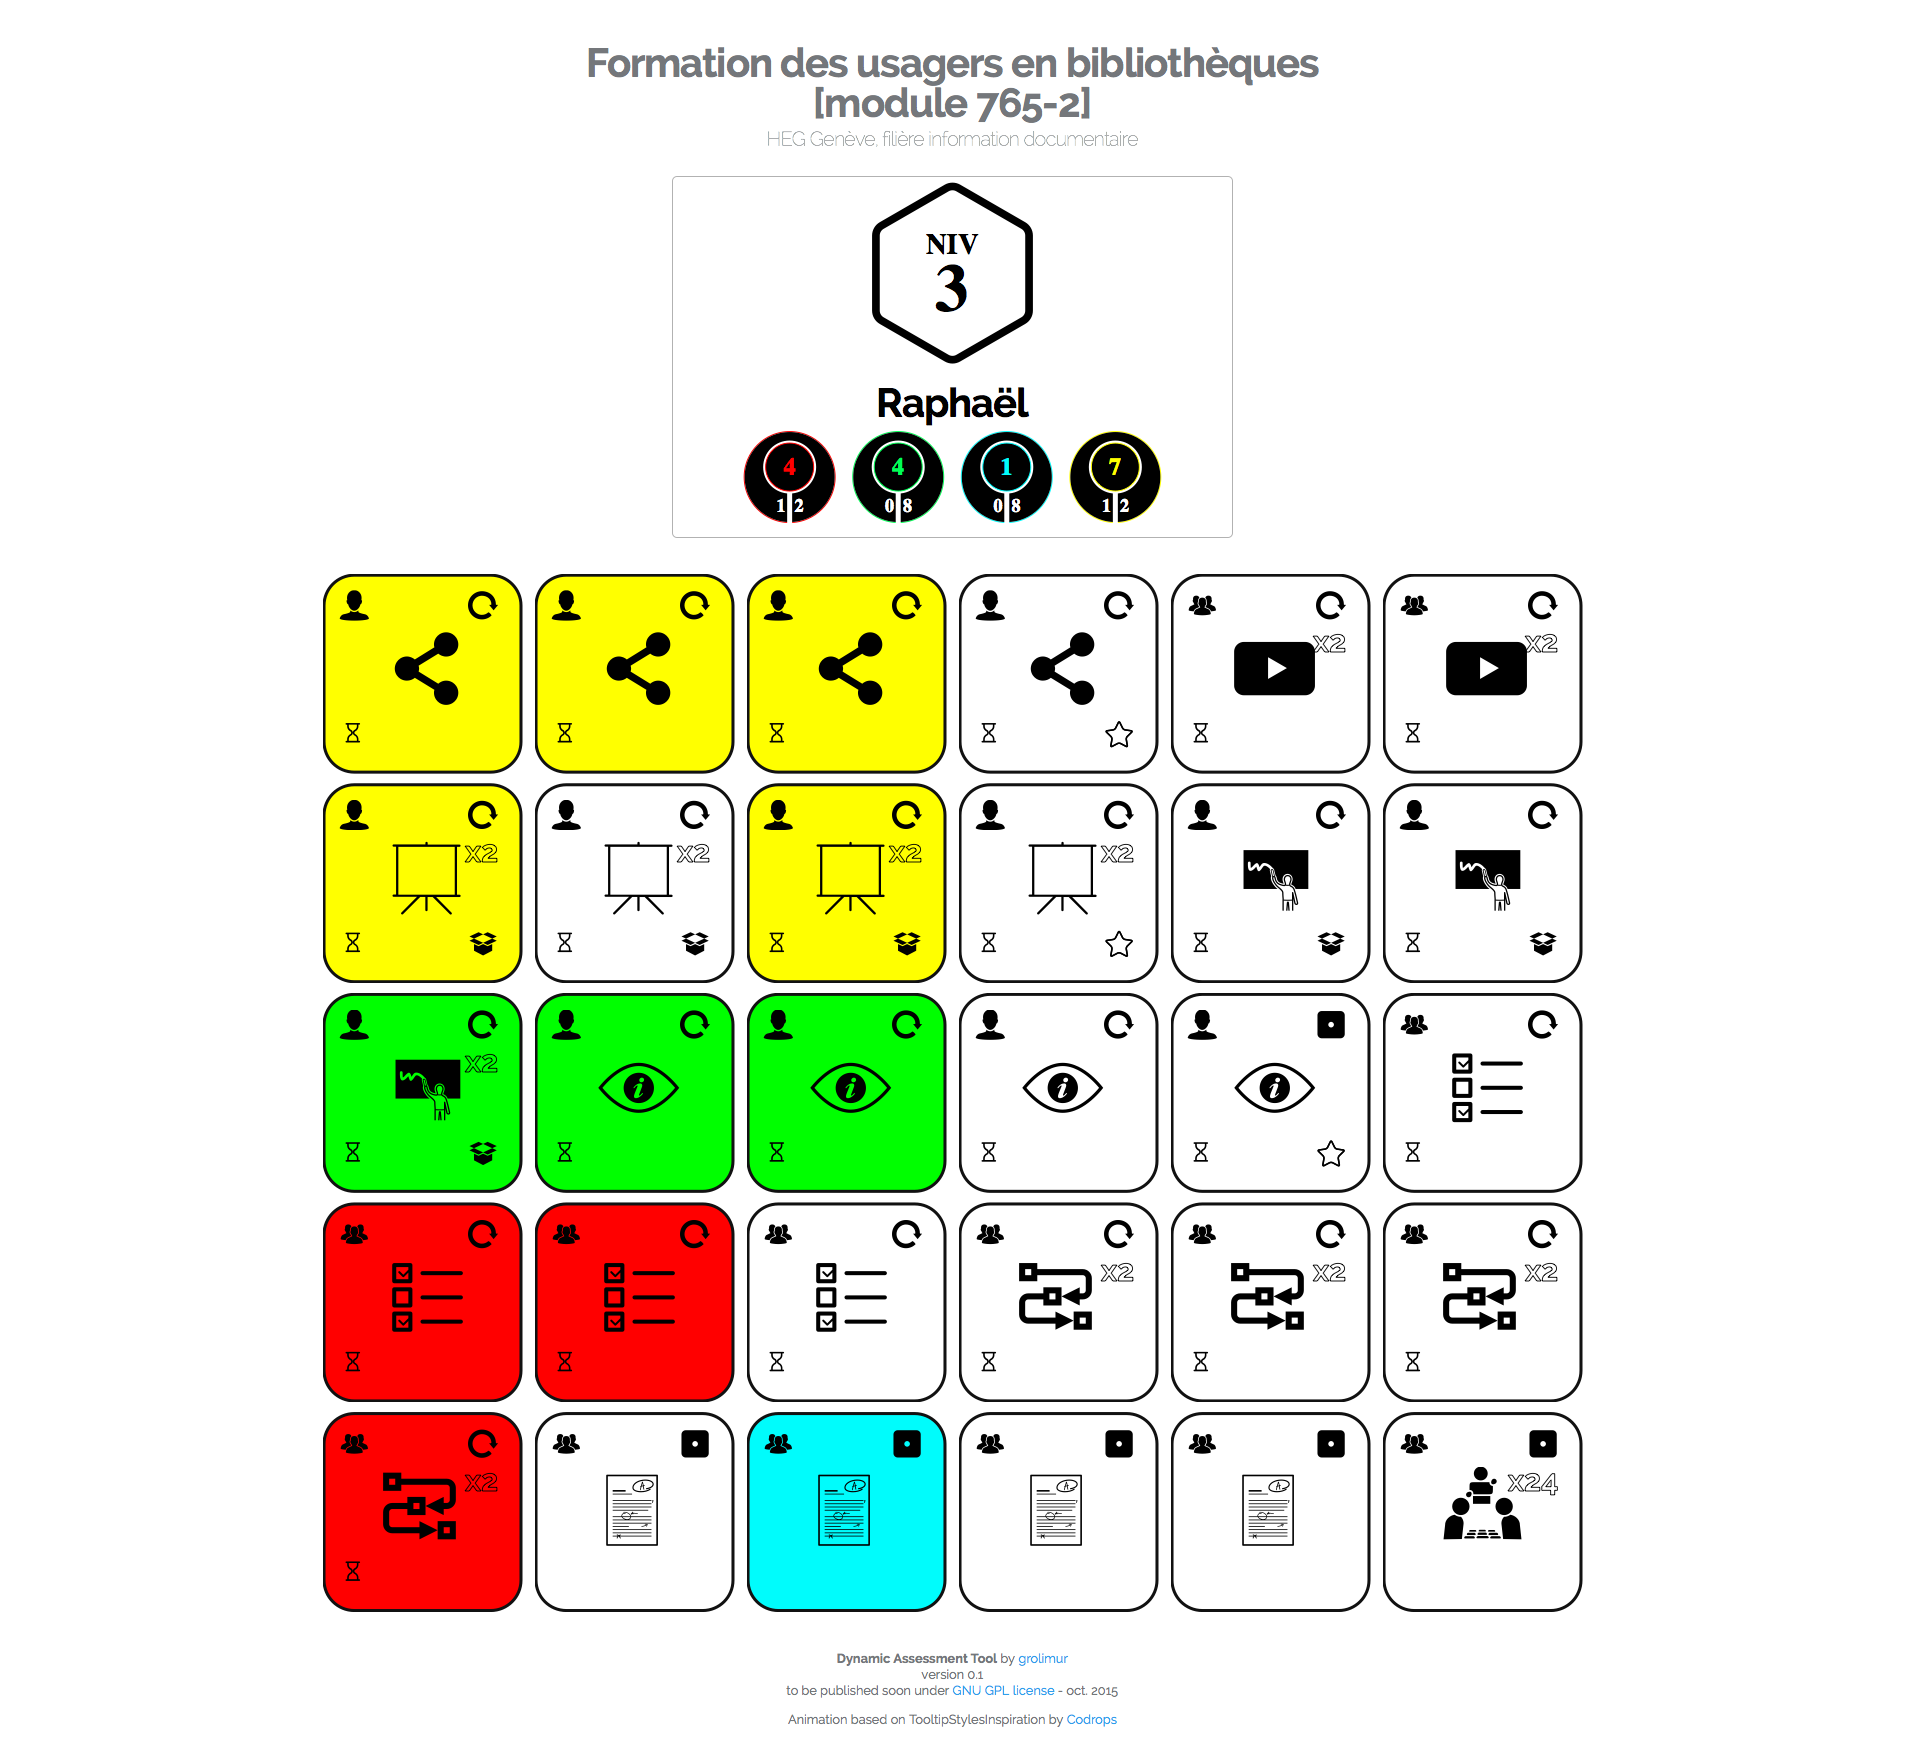 Formation des usagers en bibliothèques
[module 765-2]
HEG Genève, filière information documentaire
NIV
3
Raphaël
4 4 1 7
1 2 0 8 0 8 1 2
x2 x2
x2 x2 x2 x2
x2
x2 x2 x2
x2 x24
Dynamic Assessment Tool by grolimur
version 0.1
to be published soon under GNU GPL license - oct. 2015
Animation based on TooltipStylesInspiration by Codrops